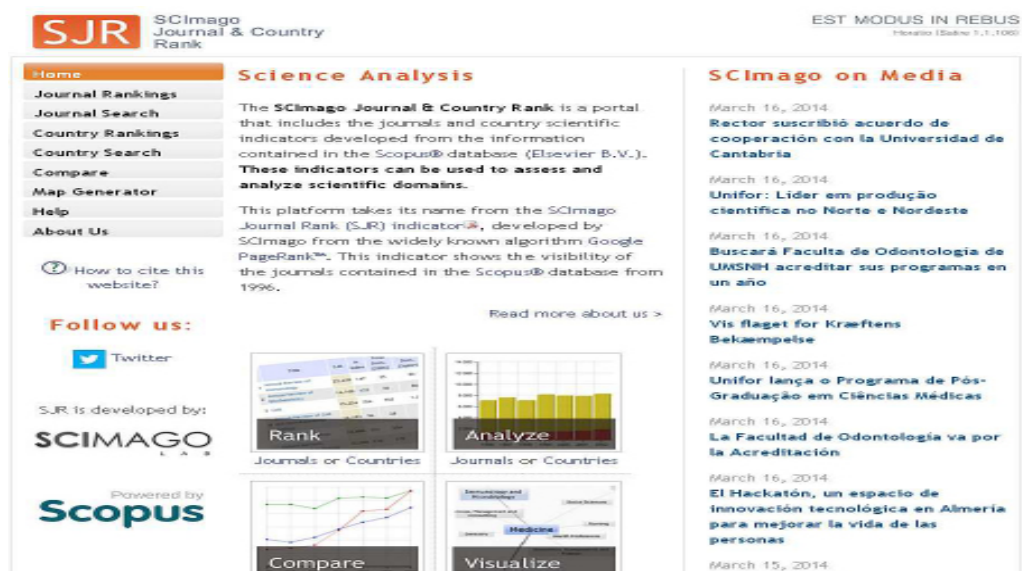 SJR
SCImago
Journal & Country
Rank
EST MODUS IN REBUS
Horatio (Satire 1,1,106)
Home
Journal Rankings
Journal Search
Country Rankings
Country Search
Compare
Map Generator
Help
About Us
How to cite this
website?
Follow us:
Twitter
SJR is developed by:
SCIMAGO
LAB
Powered by
Scopus
Science Analysis
The SCImago Journal & Country Rank is a portal
that includes the journals and country scientific
indicators developed from the information
contained in the Scopus® database (Elsevier B.V.).
These indicators can be used to assess and
analyze scientific domains.
This platform takes its name from the SCImago
Journal Rank (SJR) indicator, developed by
SCImago from the widely known algorithm Google
PageRank™. This indicator shows the visibility of
the journals contained in the Scopus® database from
1996.
Read more about us >
Rank
Journals or Countries
Analyze
Journals or Countries
Compare
Immunology and
Microbiology
Medicine
Nursing
Visualize
SCImago on Media
March 16, 2014
Rector suscribió acuerdo de
cooperación con la Universidad de
Cantabria
March 16, 2014
Unifor: Líder em produção
científica no Norte e Nordeste
March 16, 2014
Buscará Faculta de Odontología de
UMSNH acreditar sus programas en
un año
March 16, 2014
Vis flaget for Kræftens
Bekæmpelse
March 16, 2014
Unifor lança o Programa de Pós-
Graduação em Ciências Médicas
March 16, 2014
La Facultad de Odontología va por
la Acreditación
March 16, 2014
El Hackatón, un espacio de
innovación tecnológica en Almería
para mejorar la vida de las
personas
March 15, 2014